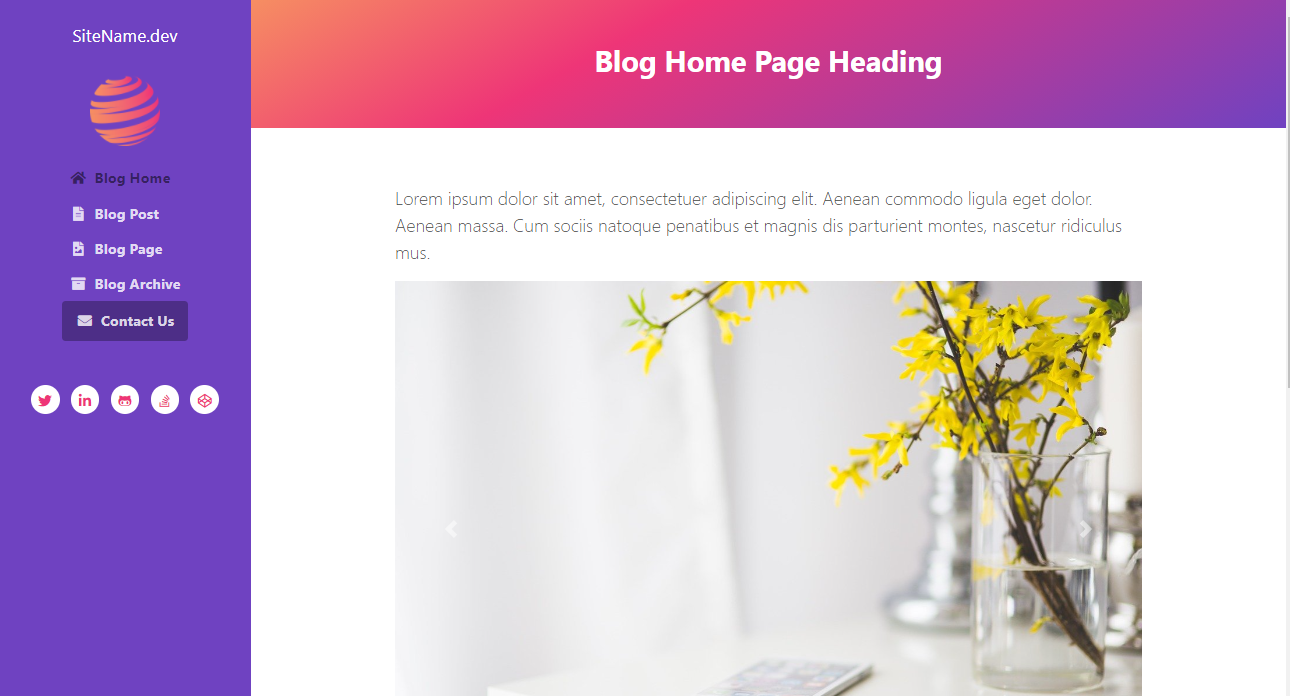 SiteName.dev
Blog Home
Blog Post
Blog Page
Blog Archive
Contact Us
Blog Home Page Heading
Lorem ipsum dolor sit amet, consectetuer adipiscing elit. Aenean commodo ligula eget dolor.
Aenean massa. Cum sociis natoque penatibus et magnis dis parturient montes, nascetur ridiculus
mus.